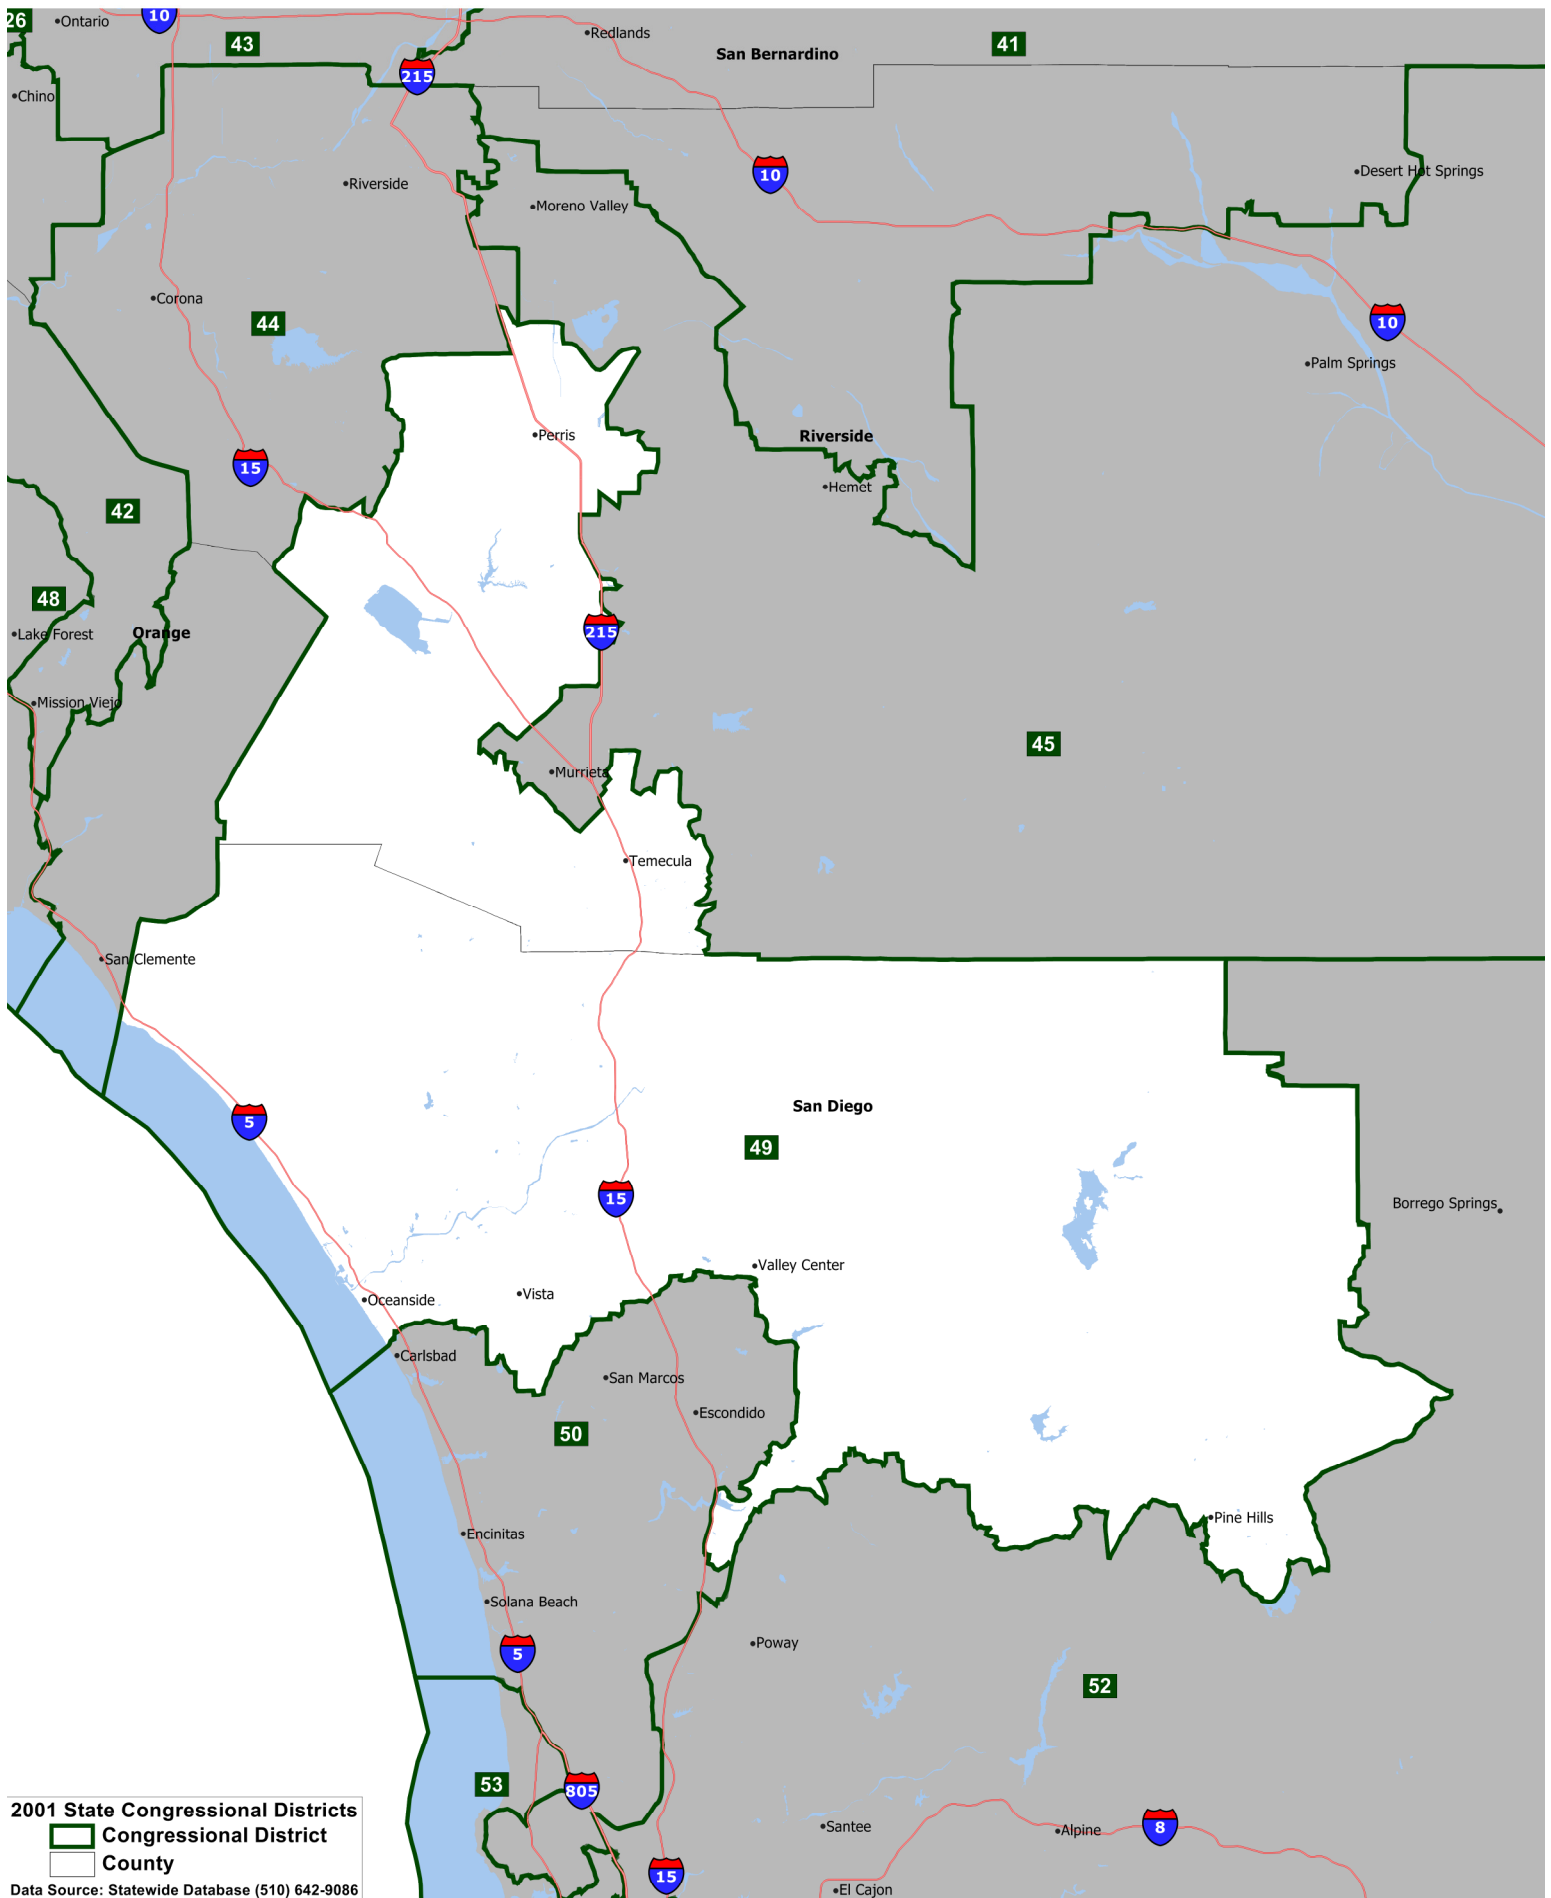 26
Ontario
10
43
Redlands
San Bernardino
41
215
Chino
10
Desert Hot Springs
Riverside
Moreno Valley
Corona
44
10
Palm Springs
Perris
Riverside
15
Hemet
42
48
Lake Forest
Orange
215
Mission Viejo
45
Murrieta
Temecula
San Clemente
San Diego
5
49
15
Borrego Springs
Valley Center
Vista
Oceanside
Carlsbad
San Marcos
Escondido
50
Pine Hills
Encinitas
Solana Beach
Poway
5
52
53
805
2001 State Congressional Districts
Congressional District
County
Data Source: Statewide Database (510) 642-9086
Santee
Alpine
8
15
El Cajon